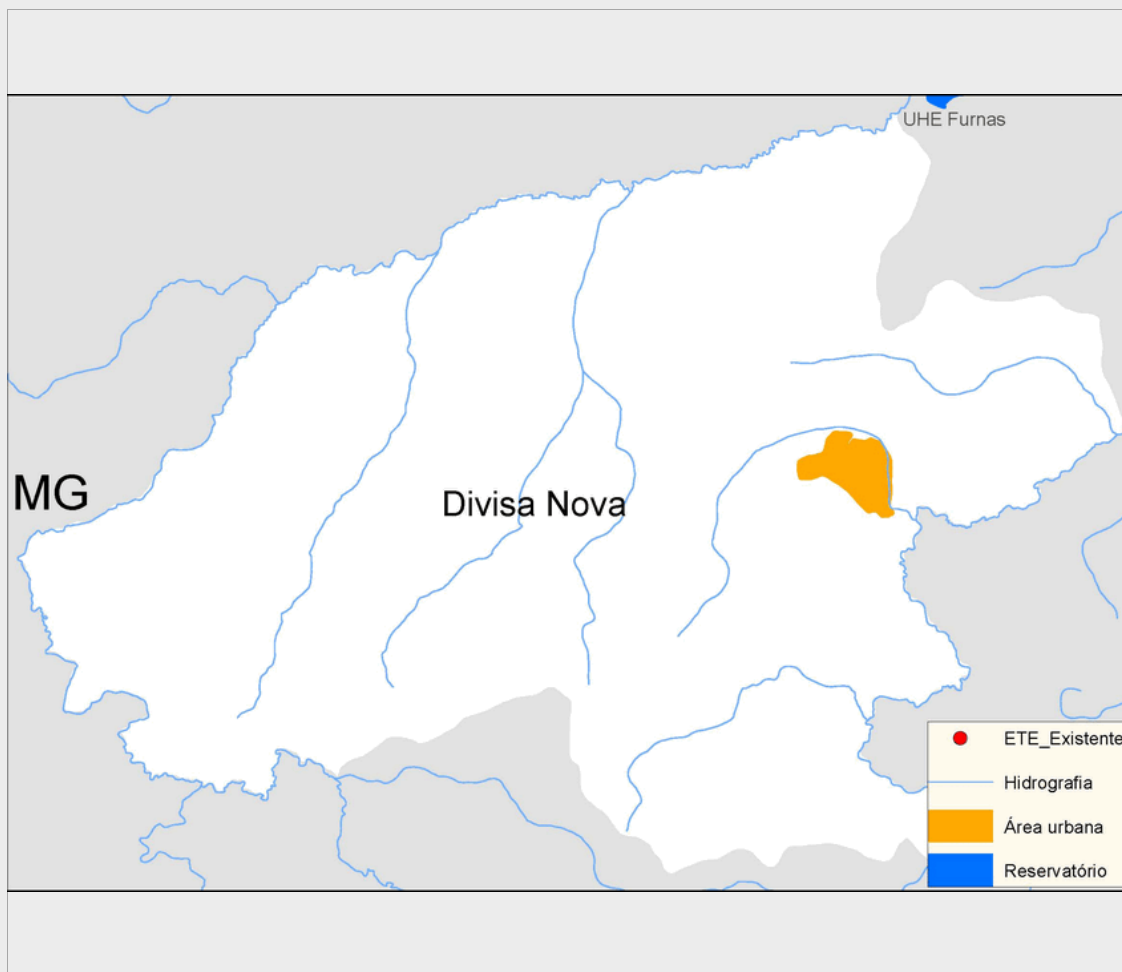 UHE Furnas
MG
Divisa Nova
ETE_Existente
Hidrografia
Área urbana
Reservatório